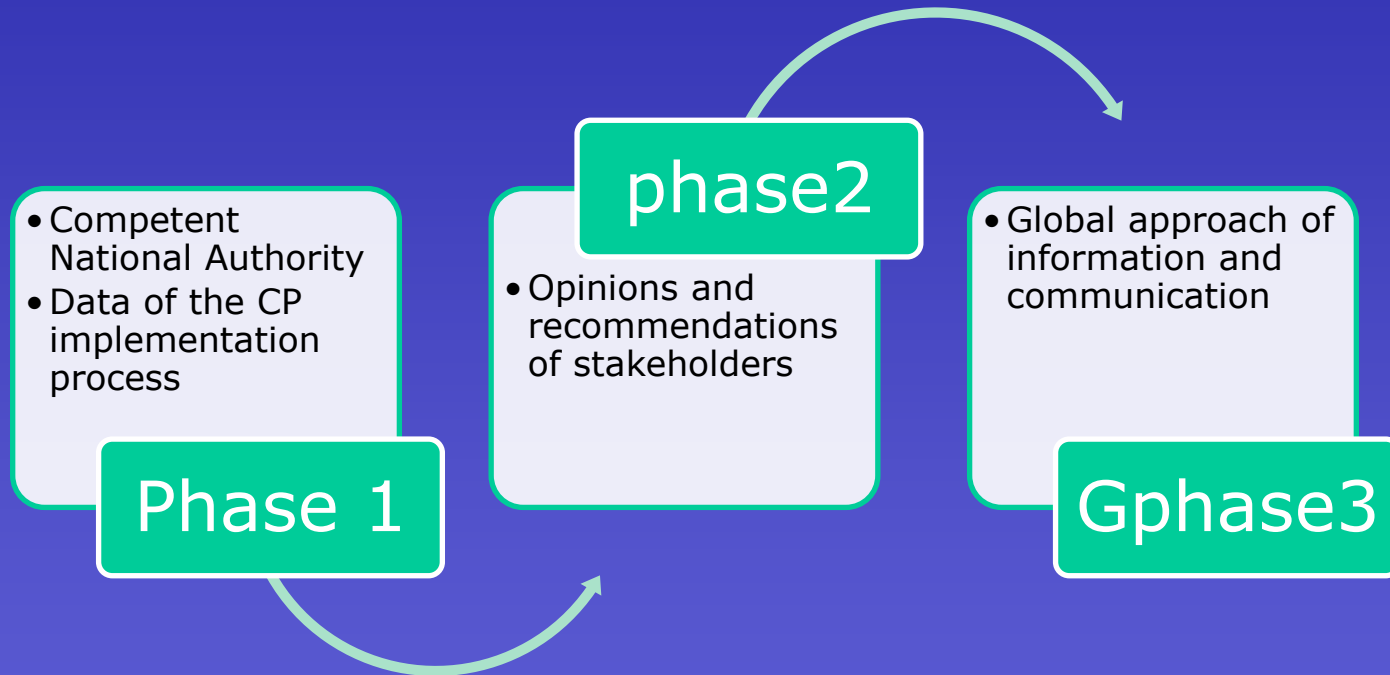 • Competent
National Authority
• Data of the CP
implementation
process
Phase 1
phase2
• Opinions and
recommendations
of stakeholders
• Global approach of
information and
communication
Gphase3